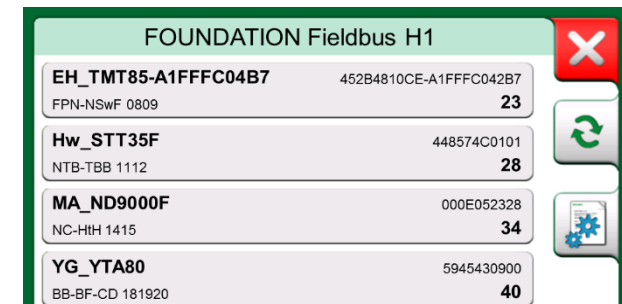 FOUNDATION Fieldbus H1
EH_TMT85-A1FFFC04B7 452B4810CE-A1FFFC042B7
FPN-NSwF 0809 23
Hw_STT35F 448574C0101
NTB-TBB 1112 28
MA_ND9000F 000E052328
NC-HtH 1415 34
YG_YTA80 5945430900
BB-BF-CD 181920 40